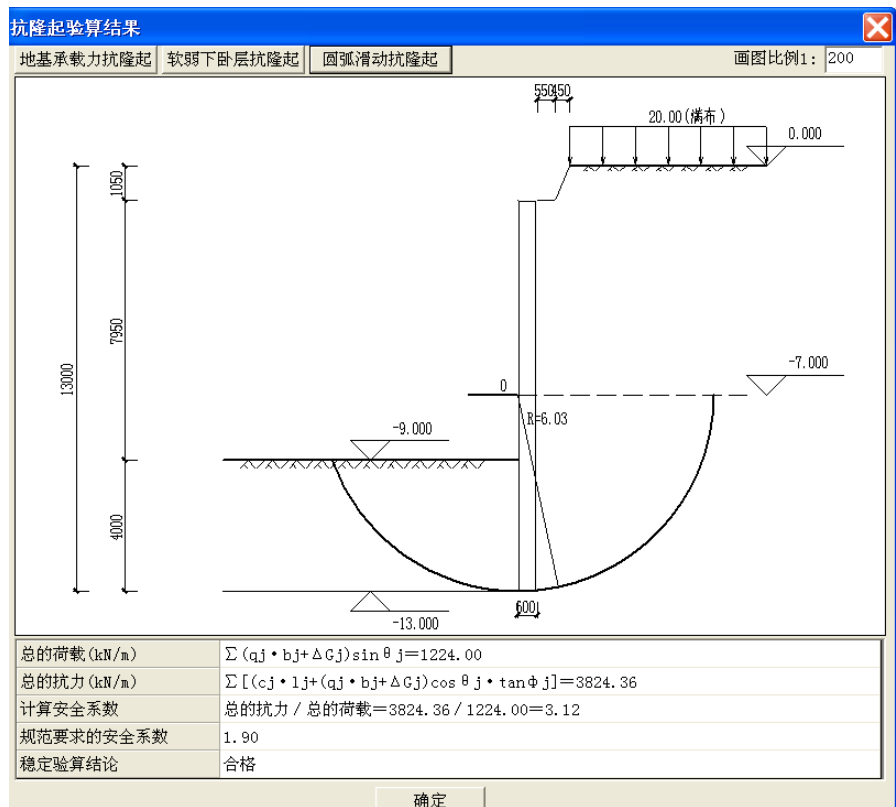 抗隆起验算结果
地基承载力抗隆起 软弱下卧层抗隆起 圆弧滑动抗隆起 画图比例1: 200
550 450
20.00(满布)
0.000
1050
7950
13000
-7.000
O
R=6.03
-9.000
4000
600
-13.000
总的荷载(kN/m) ∑(qj·bj+ΔGj)sinθj=1224.00
总的抗力(kN/m) ∑[(cj·lj+(qj·bj+ΔGj)cosθj·tanΦj]=3824.36
计算安全系数 总的抗力/总的荷载=3824.36/1224.00=3.12
规范要求的安全系数 1.90
稳定验算结论 合格
确定